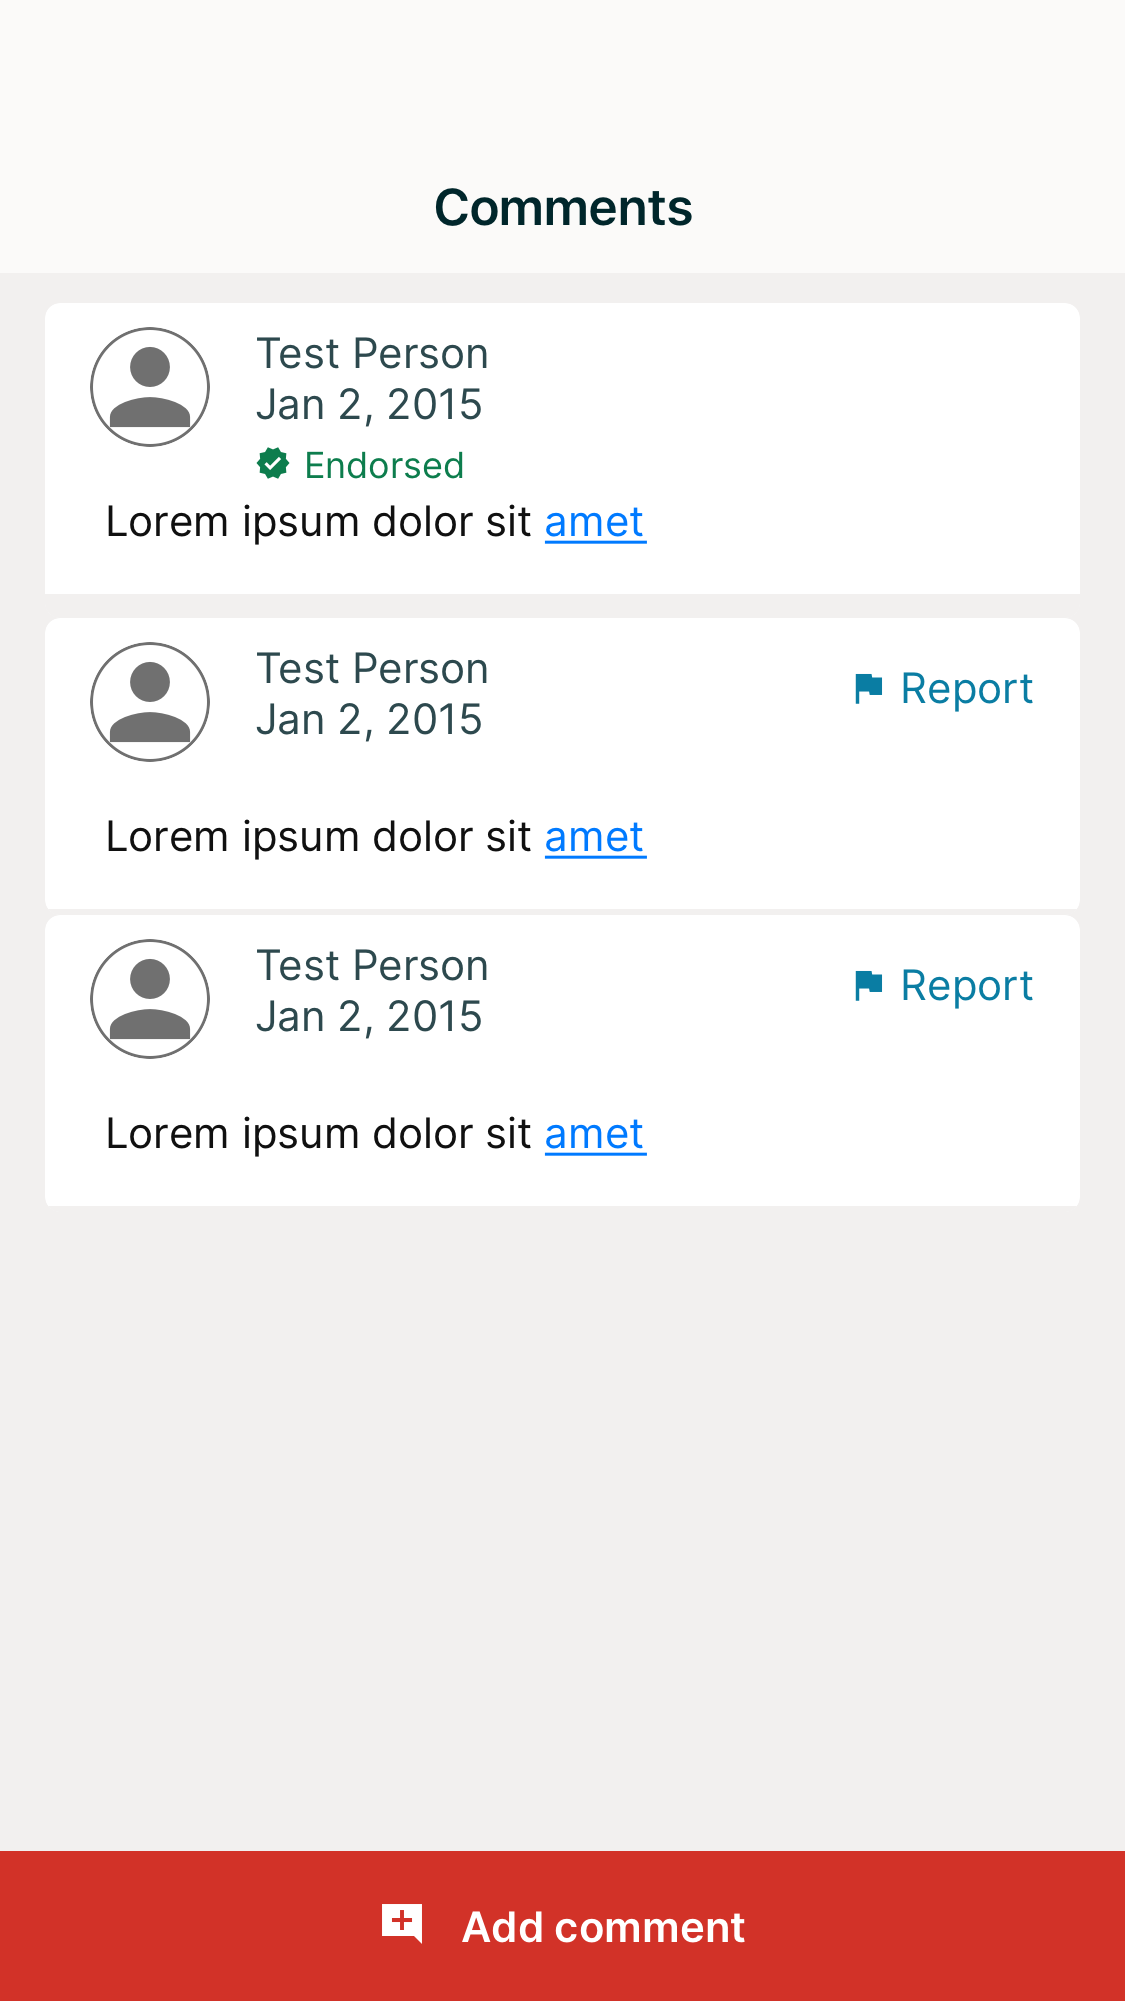 Comments
Test Person
Jan 2, 2015
Endorsed
Lorem ipsum dolor sit amet
Test Person
Jan 2, 2015
Report
Lorem ipsum dolor sit amet
Test Person
Jan 2, 2015
Report
Lorem ipsum dolor sit amet
Add comment